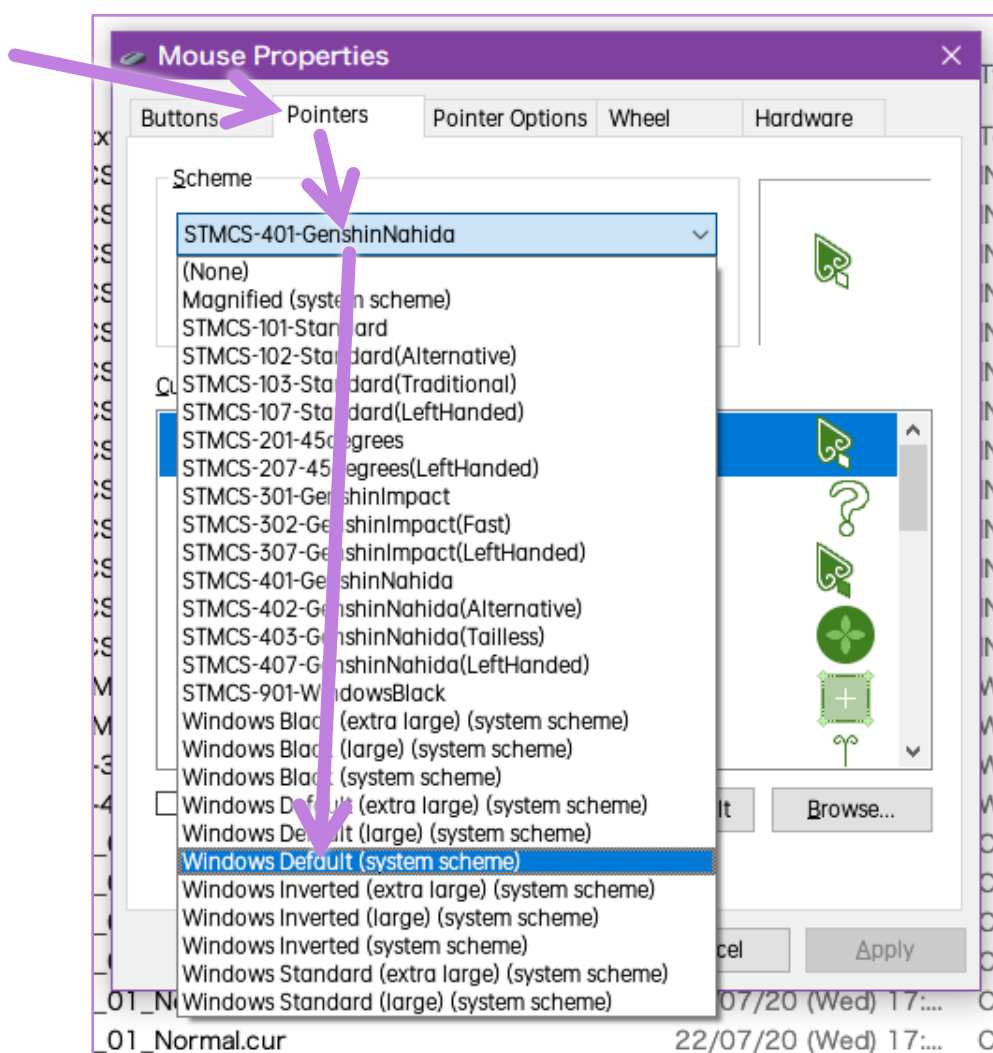 Mouse Properties
Buttons Pointers Pointer Options Wheel Hardware
Scheme
STMCS-401-GenshinNahida
(None)
Magnified (system scheme)
STMCS-101-Standard
STMCS-102-Standard(Alternative)
STMCS-103-Standard(Traditional)
STMCS-107-Standard(LeftHanded)
STMCS-201-45degrees
STMCS-207-45degrees(LeftHanded)
STMCS-301-GenshinImpact
STMCS-302-GenshinImpact(Fast)
STMCS-307-GenshinImpact(LeftHanded)
STMCS-401-GenshinNahida
STMCS-402-GenshinNahida(Alternative)
STMCS-403-GenshinNahida(Tailless)
STMCS-407-GenshinNahida(LeftHanded)
STMCS-901-WindowsBlack
Windows Black (extra large) (system scheme)
Windows Black (large) (system scheme)
Windows Black (system scheme)
Windows Default (extra large) (system scheme)
Browse...
Windows Default (large) (system scheme)
Windows Default (system scheme)
Windows Inverted (extra large) (system scheme)
Windows Inverted (large) (system scheme)
Windows Inverted (system scheme)
Apply
Windows Standard (extra large) (system scheme)
Windows Standard (large) (system scheme)
07/20 (Wed) 17:...
_01_Normal.cur 22/07/20 (Wed) 17:...